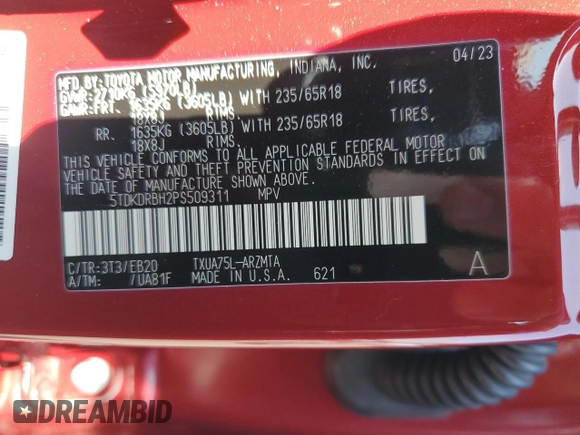 MFD.BY:TOYOTA MOTOR MANUFACTURING, INDIANA, INC. 04/23
GVWR: 2710KG (5970LB)
GAWR:FRT. 1635KG (3605LB) WITH 235/65R18 TIRES,
18X8J RIMS.
RR. 1635KG (3605LB) WITH 235/65R18 TIRES,
18X8J RIMS.
THIS VEHICLE CONFORMS TO ALL APPLICABLE FEDERAL MOTOR
VEHICLE SAFETY AND THEFT PREVENTION STANDARDS IN EFFECT ON
THE DATE OF MANUFACTURE SHOWN ABOVE.
5TDKDRBH2PS509311 MPV
C/TR:3T3/EB20 TXUA75L-ARZMTA
A/TM: /UA81F MADE IN U.S.A. 621 A
DREAMBID